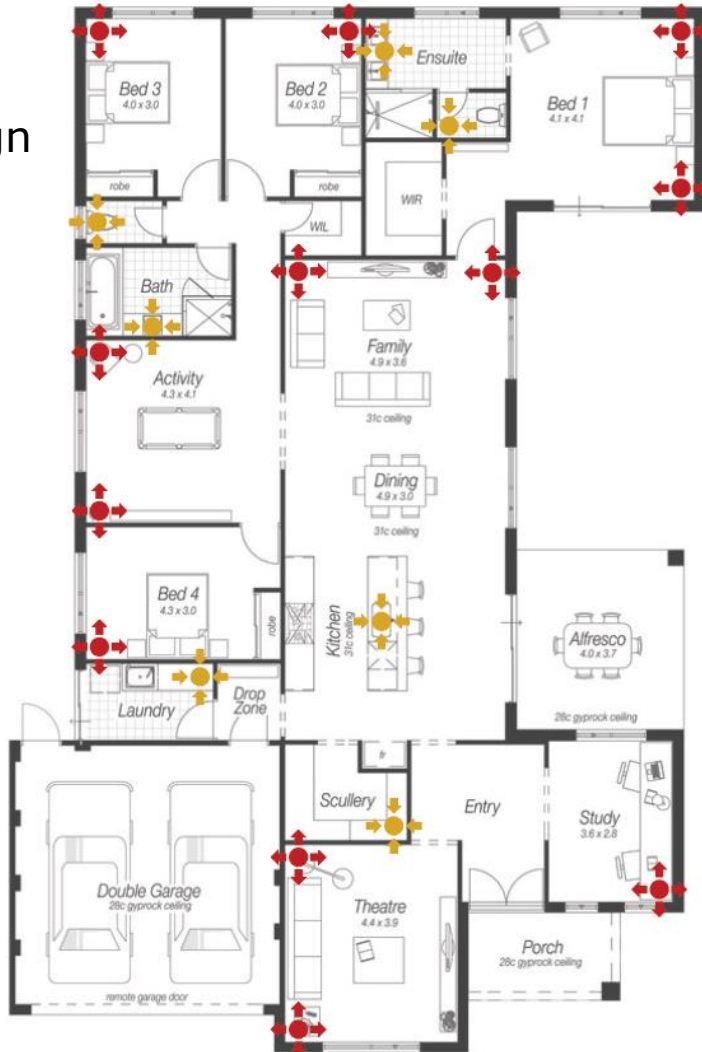 gn
Ensuite
Bed 3
4.0 x 3.0
Bed 2
4.0 x 3.0
Bed 1
4.1 x 4.1
robe
robe
WIR
WIL
Bath
Family
4.9 x 3.6
Activity
4.3 x 4.1
31c ceiling
Dining
4.9 x 3.0
31c ceiling
Bed 4
4.3 x 3.0
robe
Kitchen
31c ceiling
Alfresco
4.0 x 3.7
28c gyprock ceiling
Laundry
Drop
Zone
fr
Scullery
Entry
Study
3.6 x 2.8
Double Garage
28c gyprock ceiling
Theatre
4.4 x 3.9
Porch
28c gyprock ceiling
remote garage door